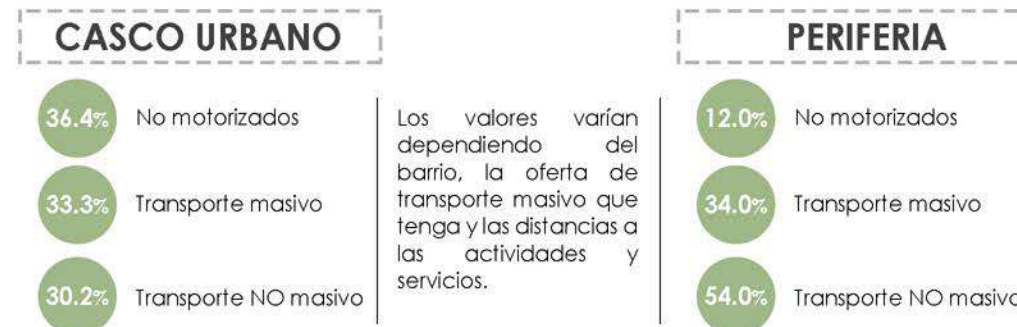 CASCO URBANO
36.4% No motorizados
33.3% Transporte masivo
30.2% Transporte NO masivo
Los valores varían
dependiendo del
barrio, la oferta de
transporte masivo que
tenga y las distancias a
las actividades y
servicios.
PERIFERIA
12.0% No motorizados
34.0% Transporte masivo
54.0% Transporte NO masivo